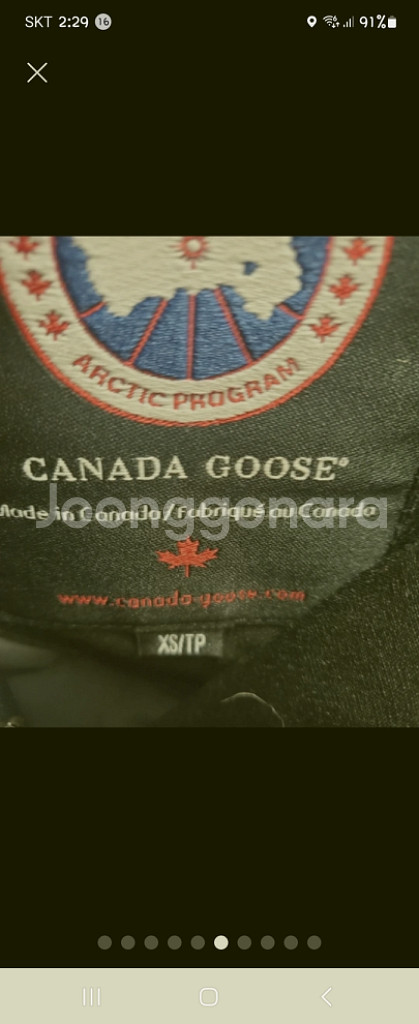 SKT 2:29 16 91%
ARCTIC PROGRAM
CANADA GOOSE®
Made in Canada/Fabriqué au Canada
Joonggonara
www.canada-goose.com
XS/TP